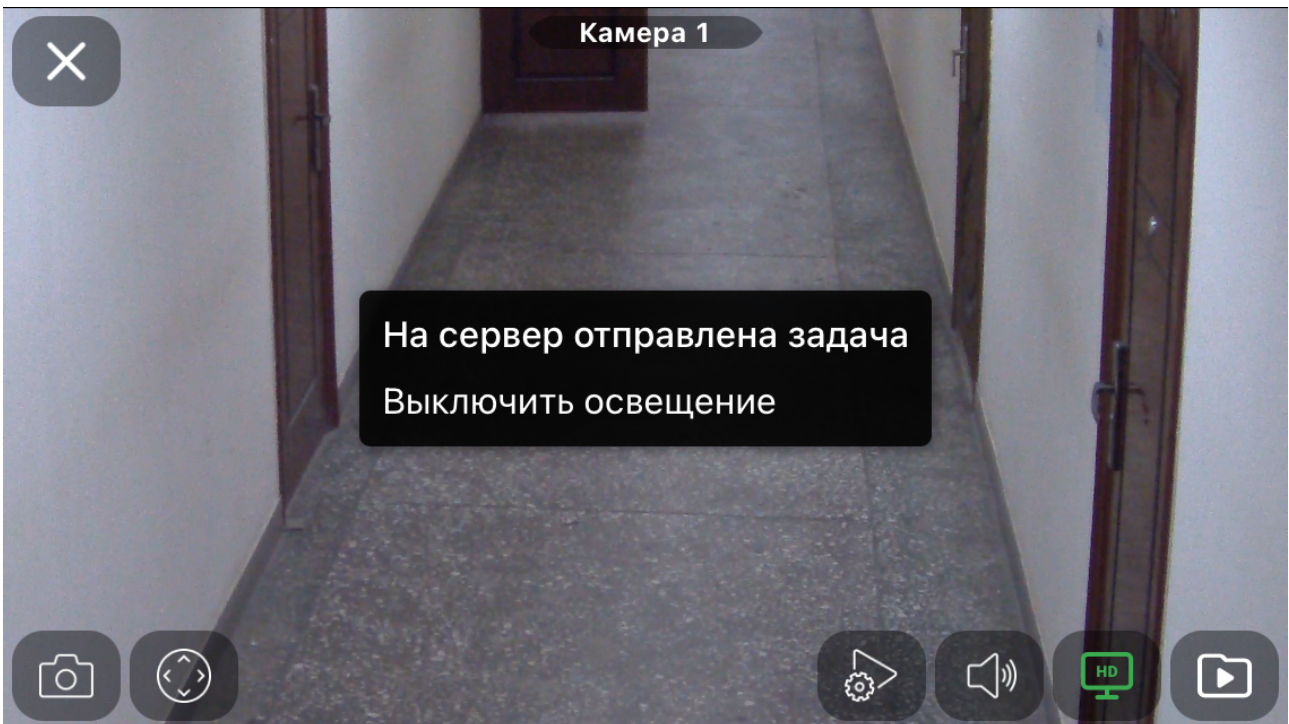 Камера 1
На сервер отправлена задача
Выключить освещение
HD